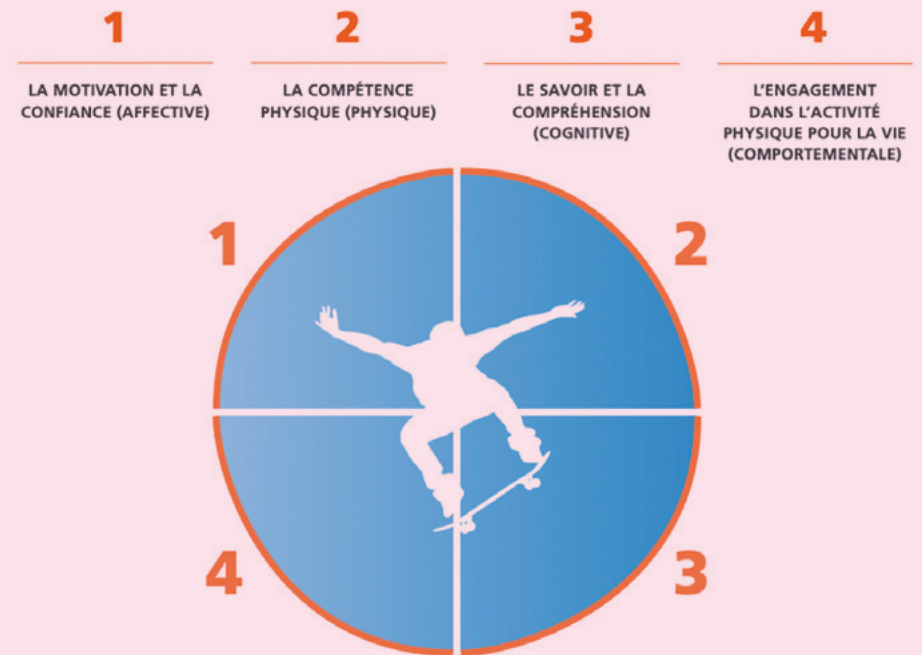 1
LA MOTIVATION ET LA
CONFIANCE (AFFECTIVE)
2
LA COMPÉTENCE
PHYSIQUE (PHYSIQUE)
3
LE SAVOIR ET LA
COMPRÉHENSION
(COGNITIVE)
4
L'ENGAGEMENT
DANS L'ACTIVITÉ
PHYSIQUE POUR LA VIE
(COMPORTEMENTALE)
1
2
4
3